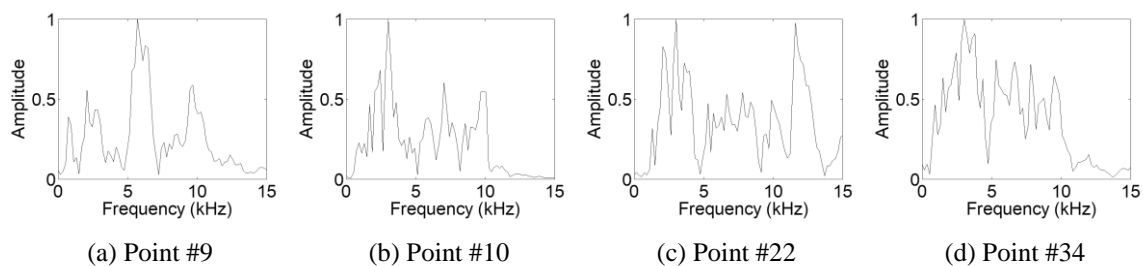 1 1 1 1
Amplitude 0.5 Amplitude 0.5 Amplitude 0.5 Amplitude 0.5
0 0 0 0
0 5 10 15 0 5 10 15 0 5 10 15 0 5 10 15
Frequency (kHz) Frequency (kHz) Frequency (kHz) Frequency (kHz)
(a) Point #9 (b) Point #10 (c) Point #22 (d) Point #34